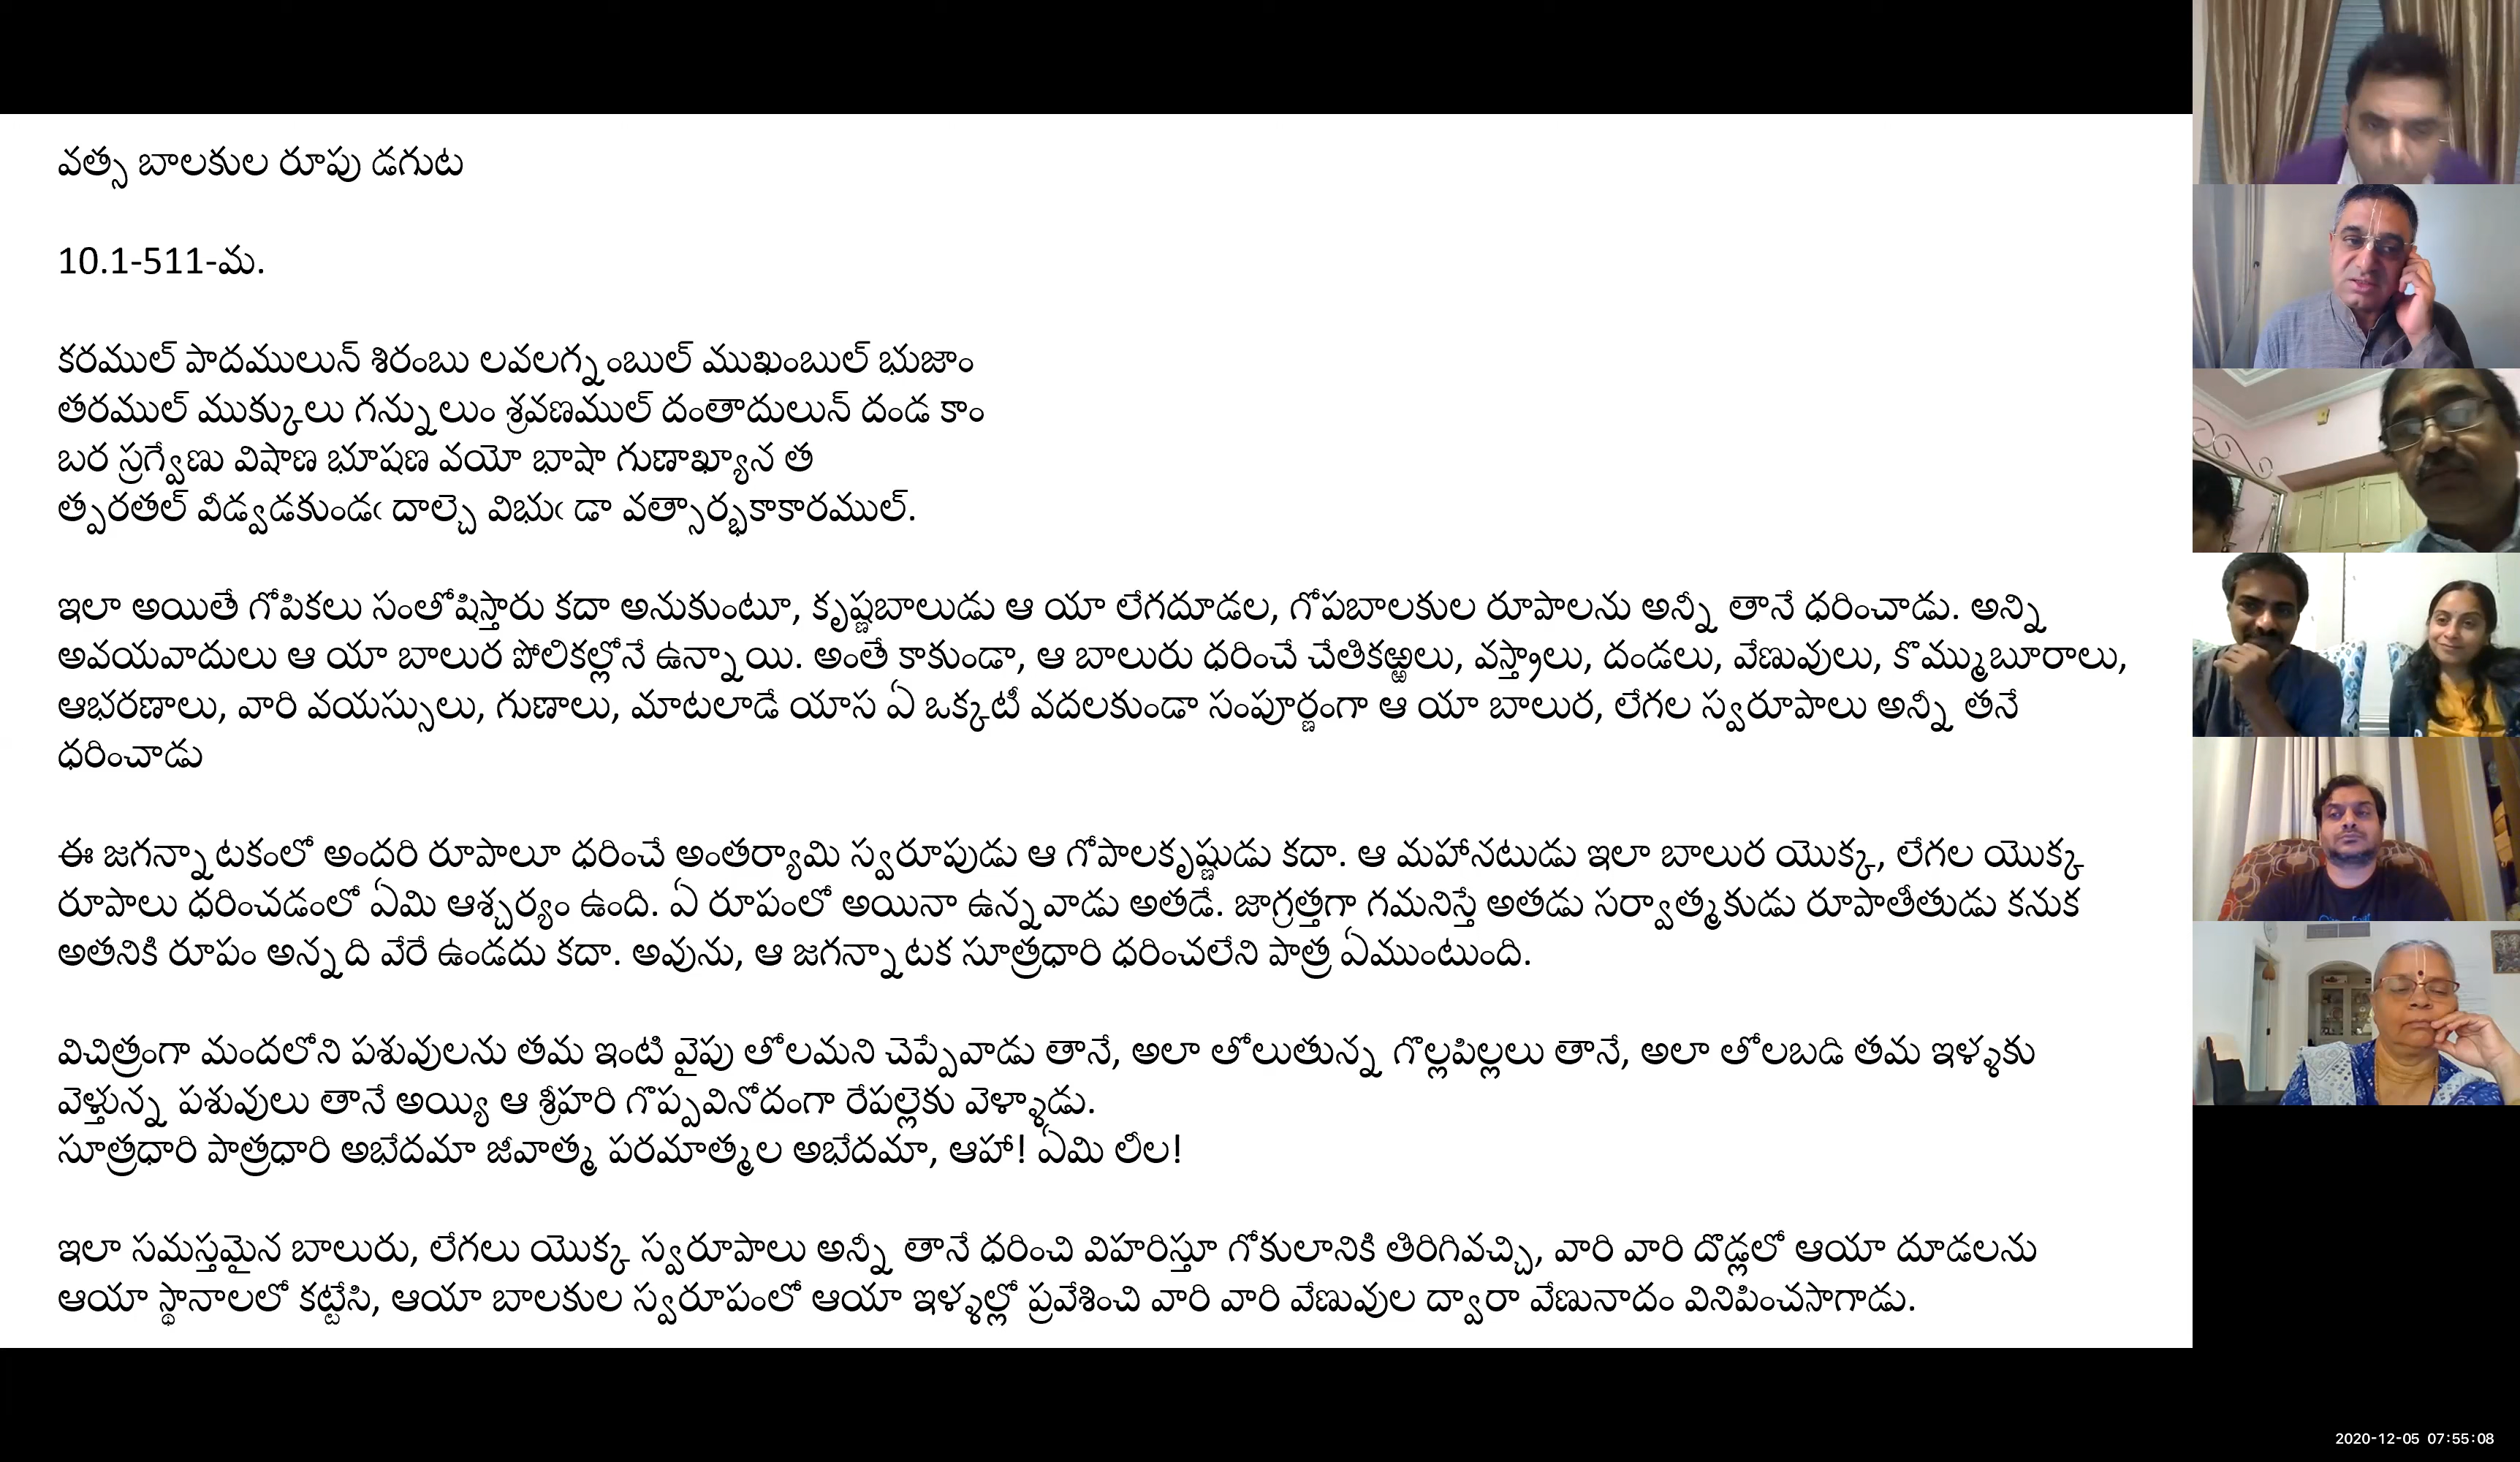 వత్స బాలకుల రూపు డగుట
10.1-511-మ.
కరముల్ పాదములున్ శిరంబు లవలగ్నంబుల్ ముఖంబుల్ భుజాం
తరముల్ ముక్కులు గన్నులుం శ్రవణముల్ దంతాదులున్ దండ కాం
బర స్రగ్వేణు విషాణ భూషణ వయో భాషా గుణాఖ్యాన త
త్పరతల్ వీడ్వడకుండఁ దాల్చె విభుఁ డా వత్సార్భకాకారముల్.
ఇలా అయితే గోపికలు సంతోషిస్తారు కదా అనుకుంటూ, కృష్ణబాలుడు ఆ యా లేగదూడల, గోపబాలకుల రూపాలను అన్నీ తానే ధరించాడు. అన్ని
అవయవాదులు ఆ యా బాలుర పోలికల్లోనే ఉన్నాయి. అంతే కాకుండా, ఆ బాలురు ధరించే చేతికఱ్ఱలు, వస్త్రాలు, దండలు, వేణువులు, కొమ్ముబూరాలు,
ఆభరణాలు, వారి వయస్సులు, గుణాలు, మాటలాడే యాస ఏ ఒక్కటీ వదలకుండా సంపూర్ణంగా ఆ యా బాలుర, లేగల స్వరూపాలు అన్నీ తనే
ధరించాడు
ఈ జగన్నాటకంలో అందరి రూపాలూ ధరించే అంతర్యామి స్వరూపుడు ఆ గోపాలకృష్ణుడు కదా. ఆ మహానటుడు ఇలా బాలుర యొక్క, లేగల యొక్క
రూపాలు ధరించడంలో ఏమి ఆశ్చర్యం ఉంది. ఏ రూపంలో అయినా ఉన్నవాడు అతడే. జాగ్రత్తగా గమనిస్తే అతడు సర్వాత్మకుడు రూపాతీతుడు కనుక
అతనికి రూపం అన్నది వేరే ఉండదు కదా. అవును, ఆ జగన్నాటక సూత్రధారి ధరించలేని పాత్ర ఏముంటుంది.
విచిత్రంగా మందలోని పశువులను తమ ఇంటి వైపు తోలమని చెప్పేవాడు తానే, అలా తోలుతున్న గొల్లపిల్లలు తానే, అలా తోలబడి తమ ఇళ్ళకు
వెళ్తున్న పశువులు తానే అయ్యి ఆ శ్రీహరి గొప్పవినోదంగా రేపల్లెకు వెళ్ళాడు.
సూత్రధారి పాత్రధారి అభేదమా జీవాత్మ పరమాత్మల అభేదమా, ఆహా! ఏమి లీల!
ఇలా సమస్తమైన బాలురు, లేగలు యొక్క స్వరూపాలు అన్నీ తానే ధరించి విహరిస్తూ గోకులానికి తిరిగివచ్చి, వారి వారి దొడ్లలో ఆయా దూడలను
ఆయా స్థానాలలో కట్టేసి, ఆయా బాలకుల స్వరూపంలో ఆయా ఇళ్ళల్లో ప్రవేశించి వారి వారి వేణువుల ద్వారా వేణునాదం వినిపించసాగాడు.
2020-12-05 07:55:08